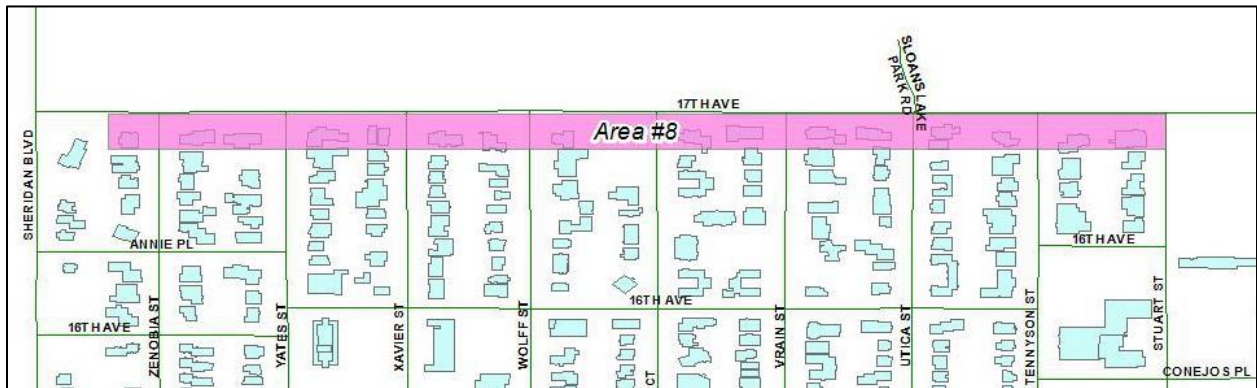 SLOANS LAKE
PARK RD
17TH AVE
Area #8
SHERIDAN BLVD
ANNIE PL
16TH AVE
16TH AVE
16TH AVE
ZENOBIA ST
YATES ST
XAVIER ST
WOLFF ST
CT
VRAIN ST
UTICA ST
TENNYSON ST
STUART ST
CONEJOS PL